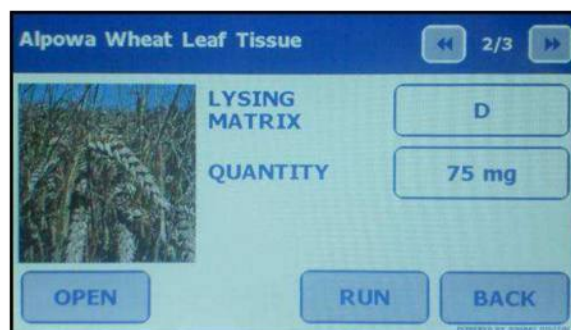 Alpowa Wheat Leaf Tissue
2/3
LYSING
MATRIX
D
QUANTITY
75 mg
OPEN
RUN
BACK